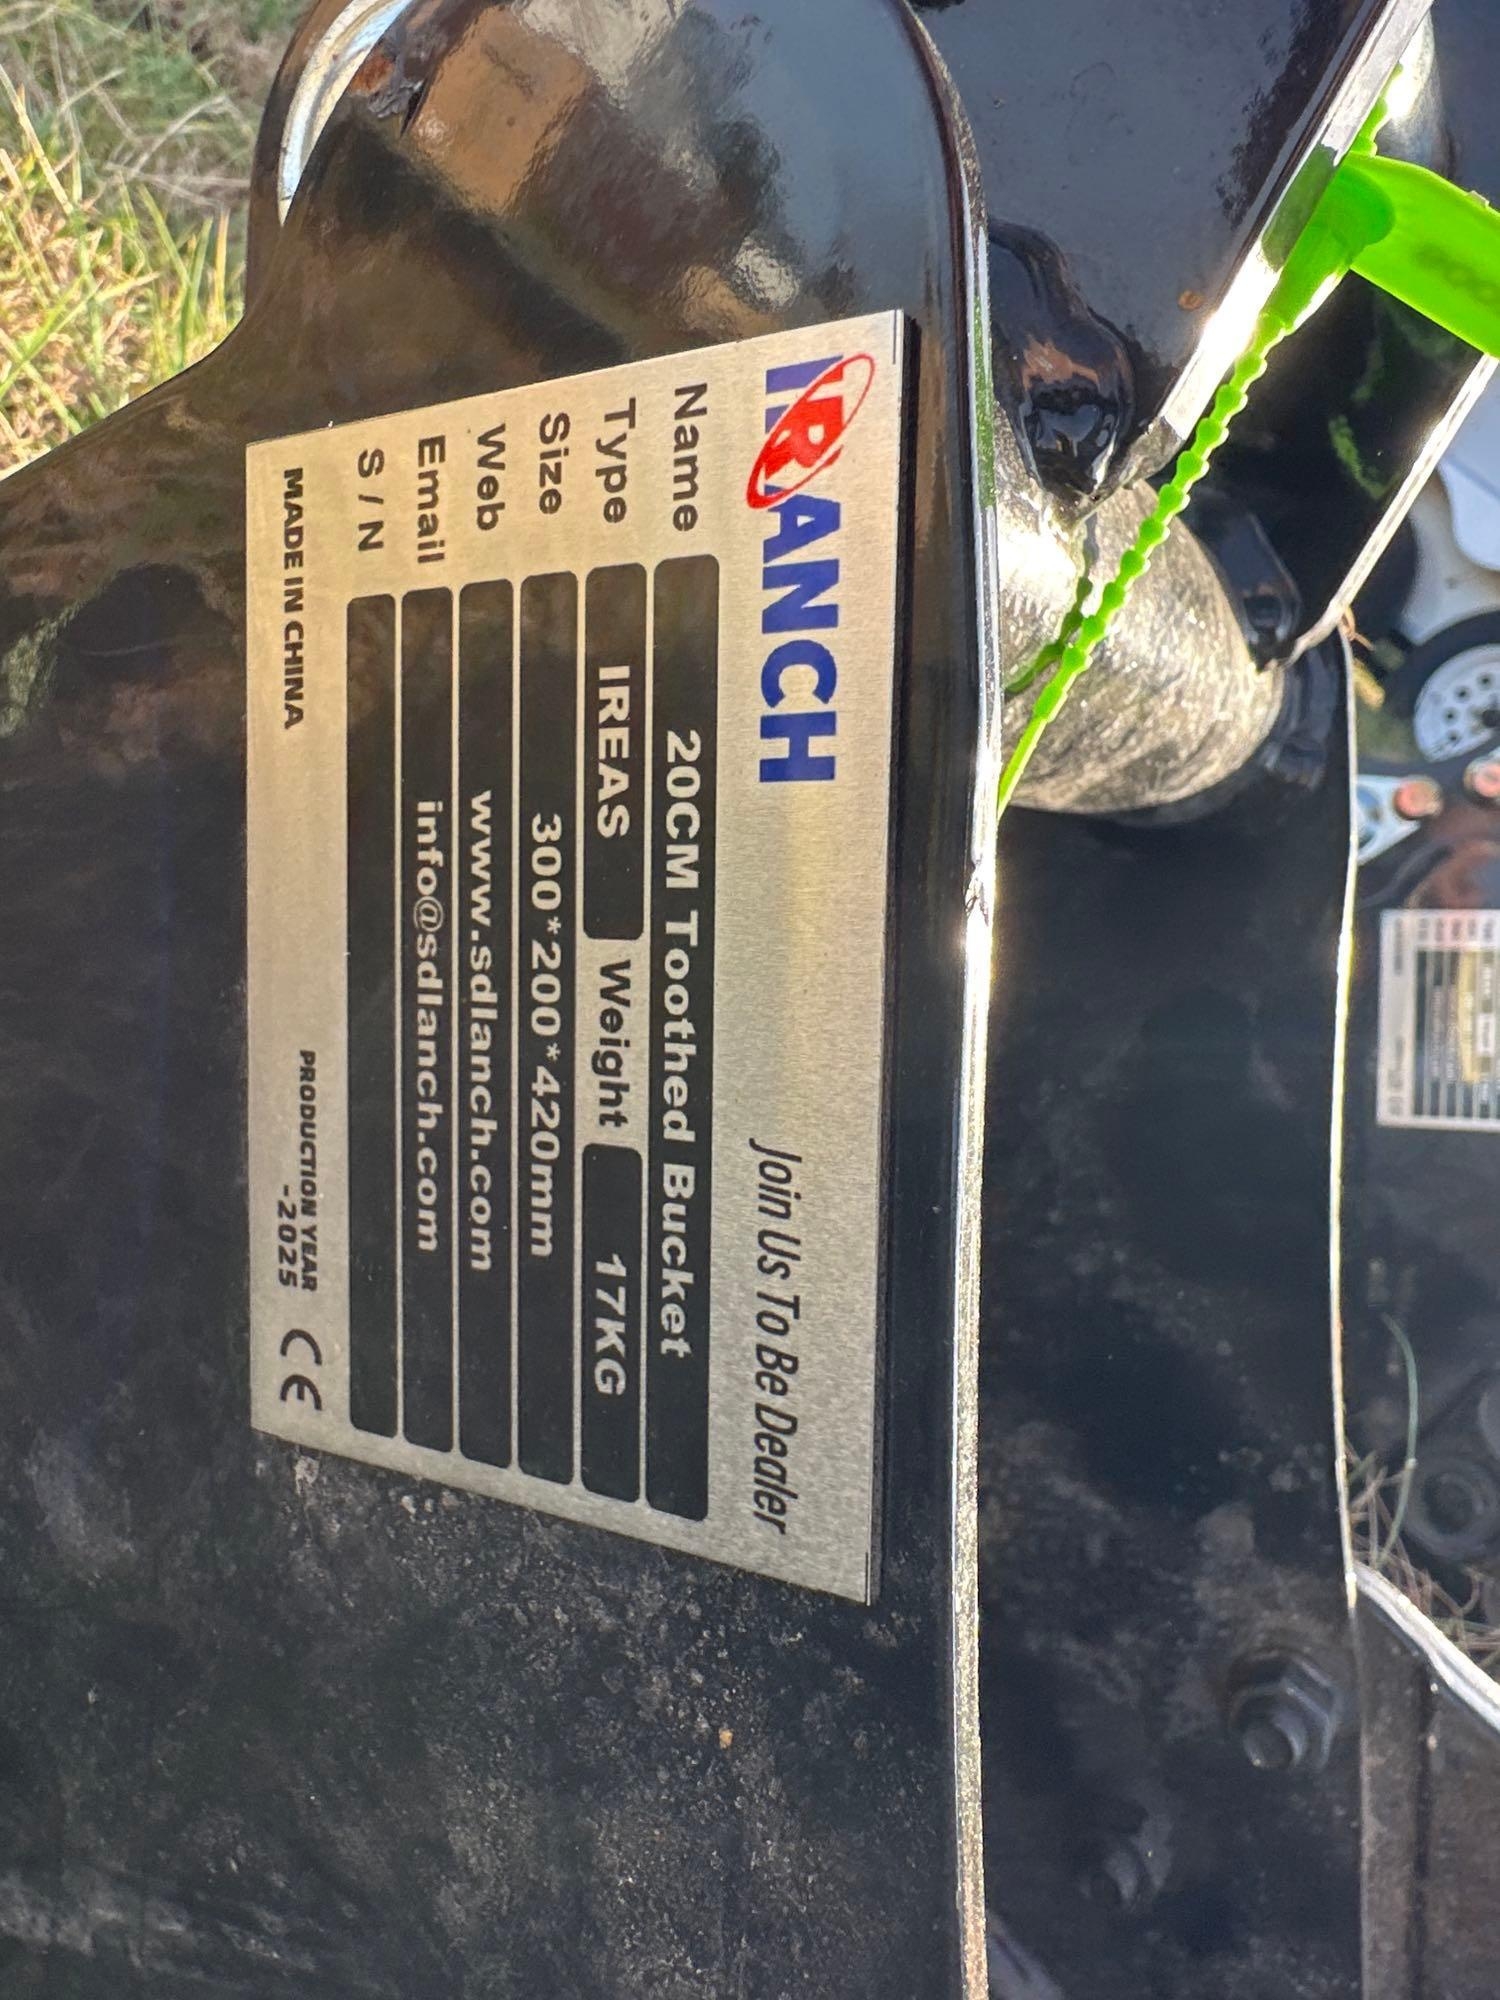 IRANCH
Join Us To Be Dealer
Name 20CM Toothed Bucket
Type IREAS Weight 17KG
Size 300*200*420mm
Web www.sdlanch.com
Email info@sdlanch.com
S / N
MADE IN CHINA
PRODUCTION YEAR
-2025
CE